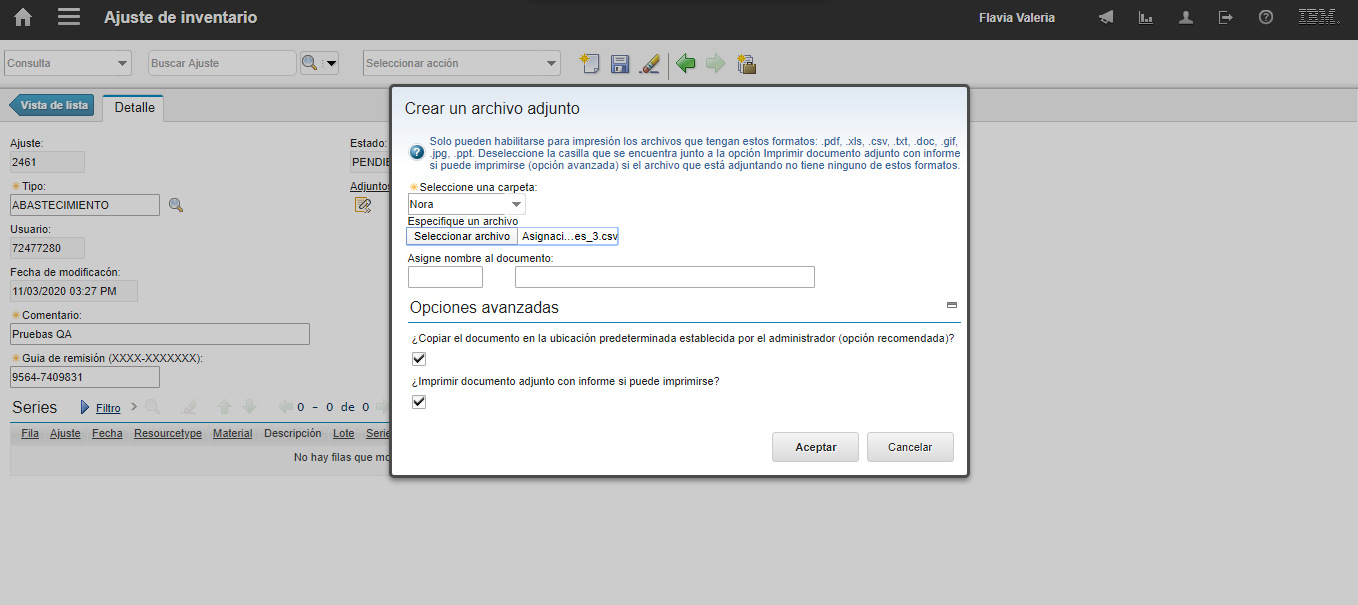 Ajuste de inventario
Flavia Valeria
IBM.
Consulta
Buscar Ajuste
Seleccionar acción
Vista de lista
Detalle
Ajuste:
2461
Tipo:
ABASTECIMIENTO
Usuario:
72477280
Fecha de modificacón:
11/03/2020 03:27 PM
Comentario:
Pruebas QA
Guia de remisión (XXXX-XXXXXXX):
9564-7409831
Estado:
PENDIE
Adjuntos
Series
Filtro
0 - 0 de 0
Fila Ajuste Fecha Resourcetype Material Descripción Lote Serie
No hay filas que mo
Crear un archivo adjunto
Solo pueden habilitarse para impresión los archivos que tengan estos formatos: .pdf, .xls, .csv, .txt, .doc, .gif,
.jpg, .ppt. Deseleccione la casilla que se encuentra junto a la opción Imprimir documento adjunto con informe
si puede imprimirse (opción avanzada) si el archivo que está adjuntando no tiene ninguno de estos formatos.
Seleccione una carpeta:
Nora
Especifique un archivo
Seleccionar archivo Asignaci…es_3.csv
Asigne nombre al documento:
Opciones avanzadas
¿Copiar el documento en la ubicación predeterminada establecida por el administrador (opción recomendada)?
¿Imprimir documento adjunto con informe si puede imprimirse?
Aceptar
Cancelar